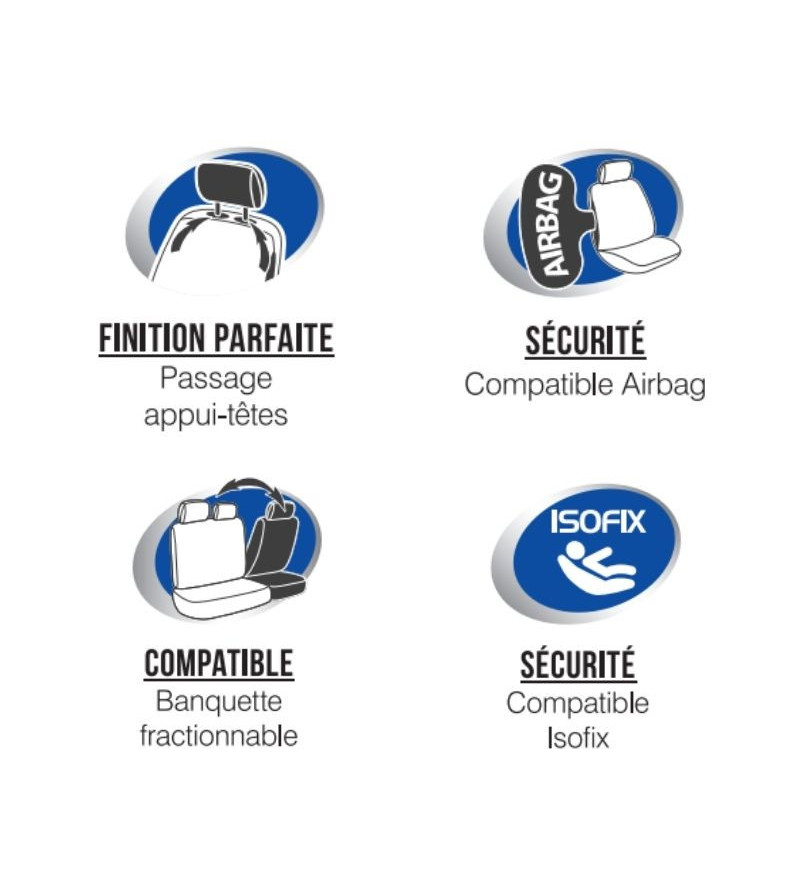 FINITION PARFAITE
Passage
appui-têtes
AIRBAG
SÉCURITÉ
Compatible Airbag
COMPATIBLE
Banquette
fractionnable
ISOFIX
SÉCURITÉ
Compatible
Isofix